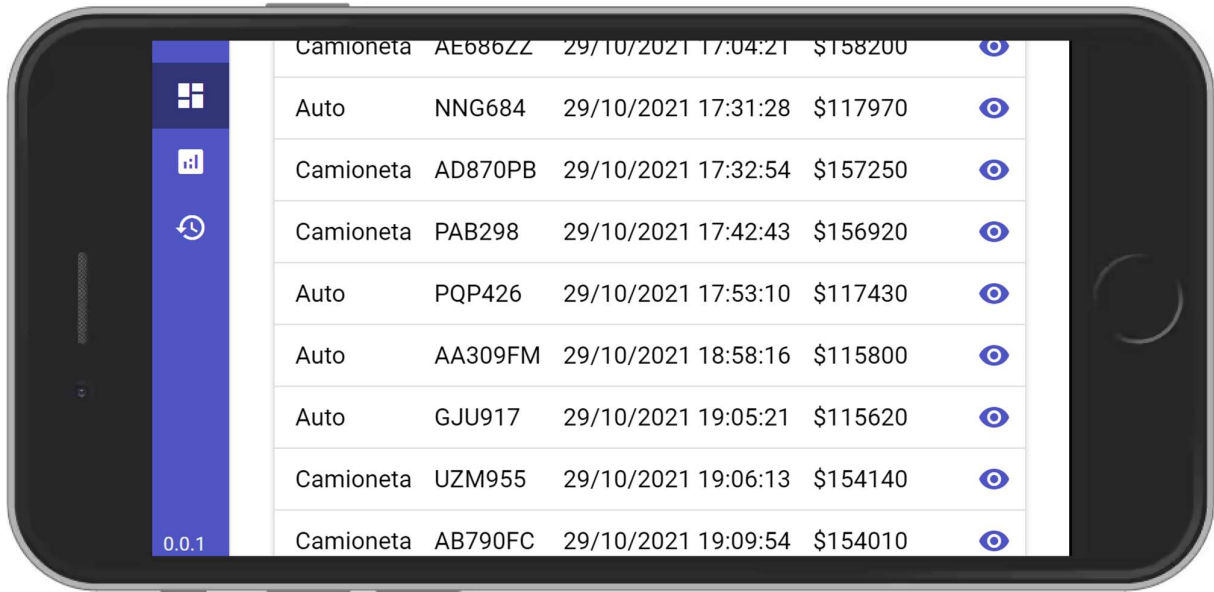 Camioneta AE686ZZ 29/10/2021 17:04:21 $158200
Auto NNG684 29/10/2021 17:31:28 $117970
Camioneta AD870PB 29/10/2021 17:32:54 $157250
Camioneta PAB298 29/10/2021 17:42:43 $156920
Auto PQP426 29/10/2021 17:53:10 $117430
Auto AA309FM 29/10/2021 18:58:16 $115800
Auto GJU917 29/10/2021 19:05:21 $115620
Camioneta UZM955 29/10/2021 19:06:13 $154140
Camioneta AB790FC 29/10/2021 19:09:54 $154010
0.0.1